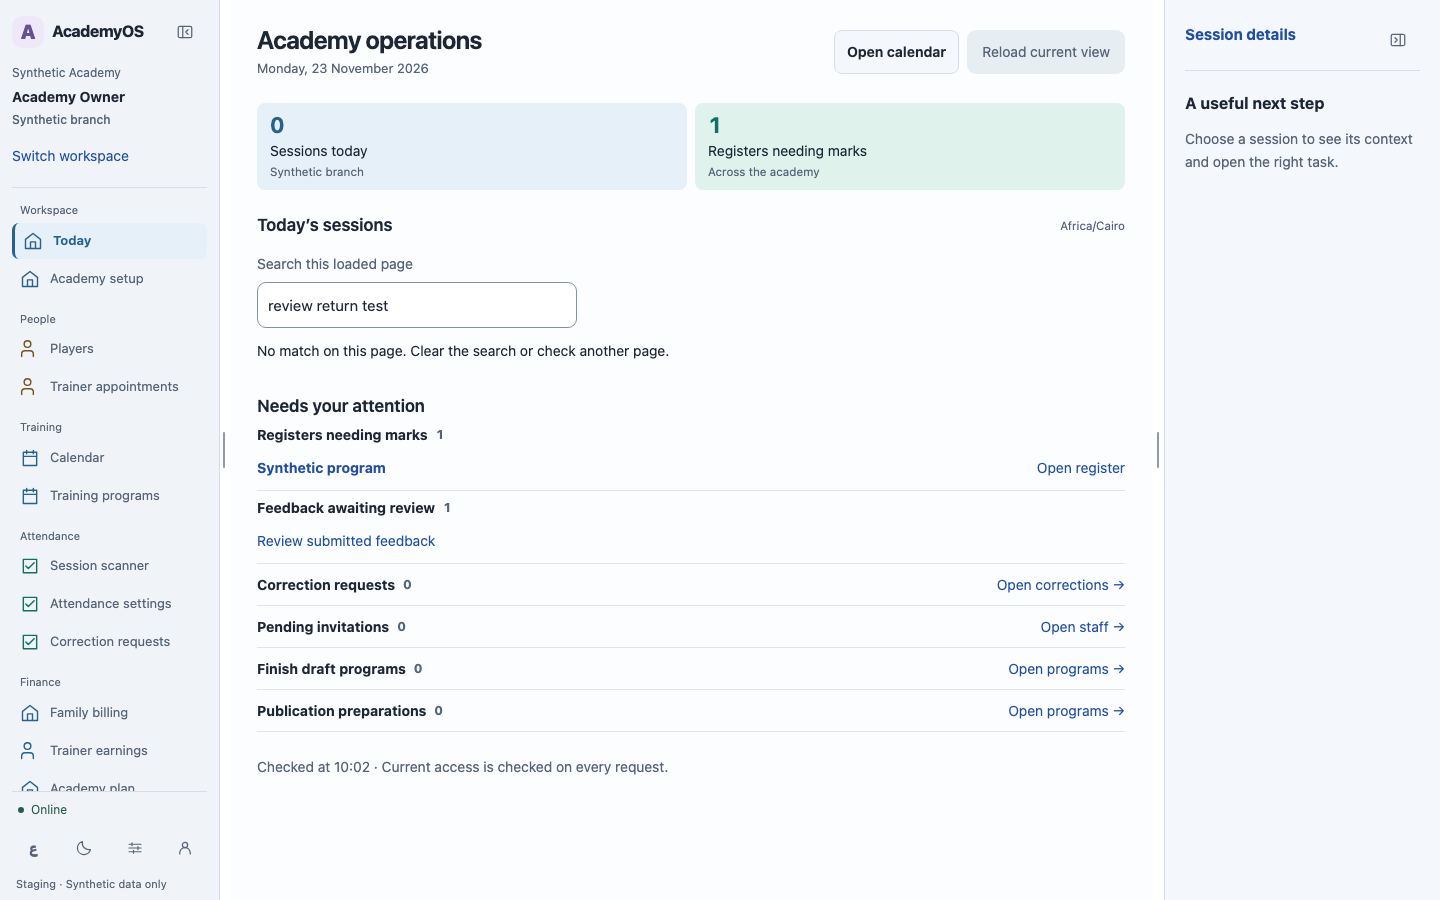 A AcademyOS
Synthetic Academy
Academy Owner
Synthetic branch
Switch workspace
Workspace
Today
Academy setup
People
Players
Trainer appointments
Training
Calendar
Training programs
Attendance
Session scanner
Attendance settings
Correction requests
Finance
Family billing
Trainer earnings
Academy plan
Online
ع
Staging · Synthetic data only
Academy operations
Monday, 23 November 2026
Open calendar
Reload current view
0
Sessions today
Synthetic branch
1
Registers needing marks
Across the academy
Today’s sessions
Africa/Cairo
Search this loaded page
review return test
No match on this page. Clear the search or check another page.
Needs your attention
Registers needing marks 1
Synthetic program
Open register
Feedback awaiting review 1
Review submitted feedback
Correction requests 0
Open corrections →
Pending invitations 0
Open staff →
Finish draft programs 0
Open programs →
Publication preparations 0
Open programs →
Checked at 10:02 · Current access is checked on every request.
Session details
A useful next step
Choose a session to see its context
and open the right task.